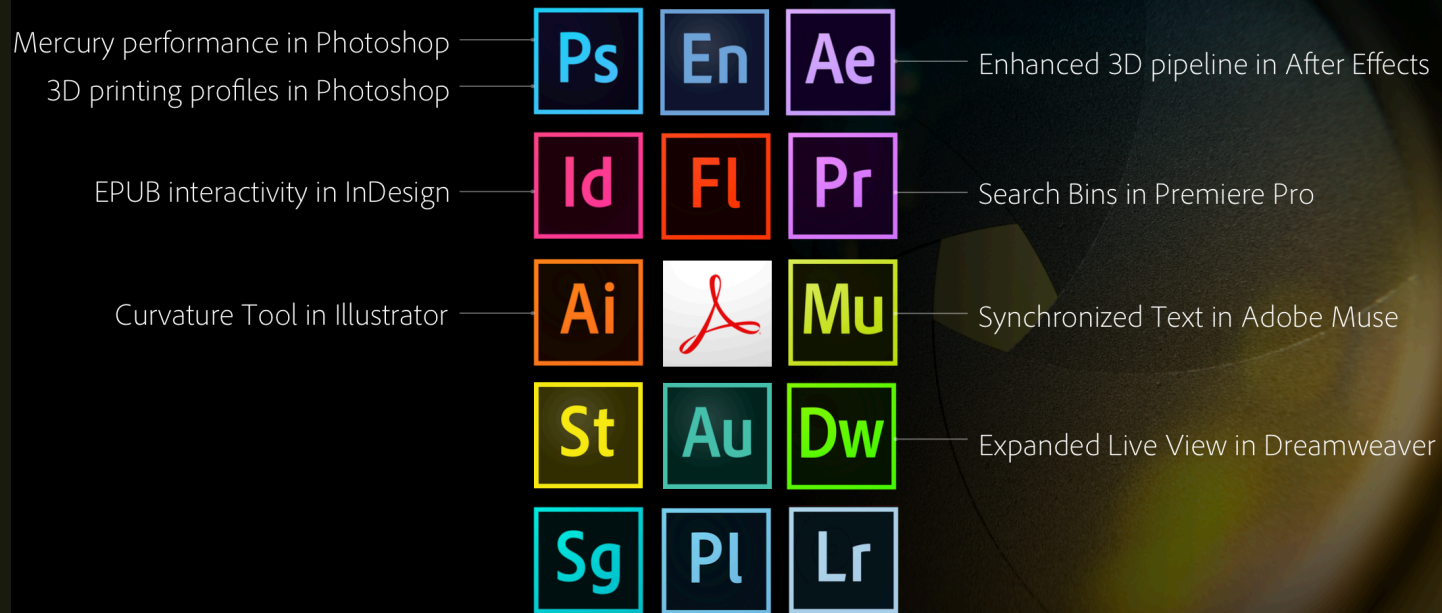 Mercury performance in Photoshop
3D printing profiles in Photoshop
EPUB interactivity in InDesign
Curvature Tool in Illustrator
Ps En Ae
Id Fl Pr
Ai Mu
St Au Dw
Sg Pl Lr
Enhanced 3D pipeline in After Effects
Search Bins in Premiere Pro
Synchronized Text in Adobe Muse
Expanded Live View in Dreamweaver